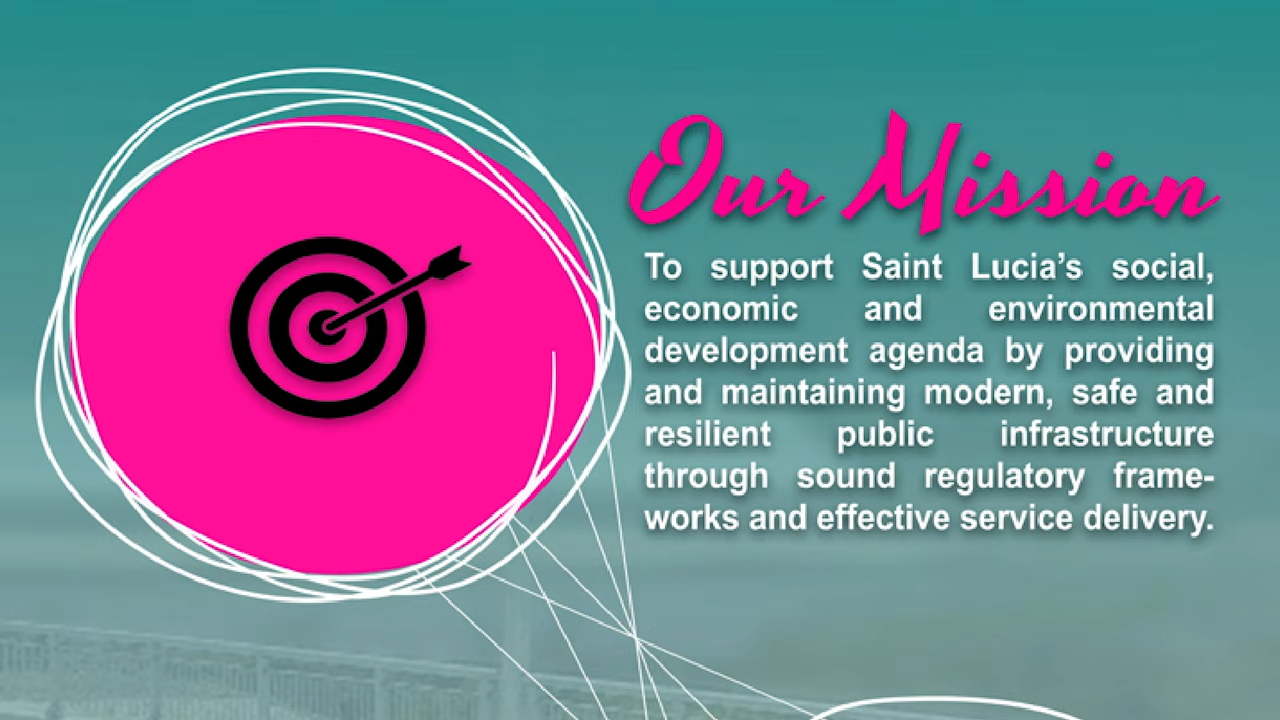 Our Mission
To support Saint Lucia’s social,
economic and environmental
development agenda by providing
and maintaining modern, safe and
resilient public infrastructure
through sound regulatory frame-
works and effective service delivery.